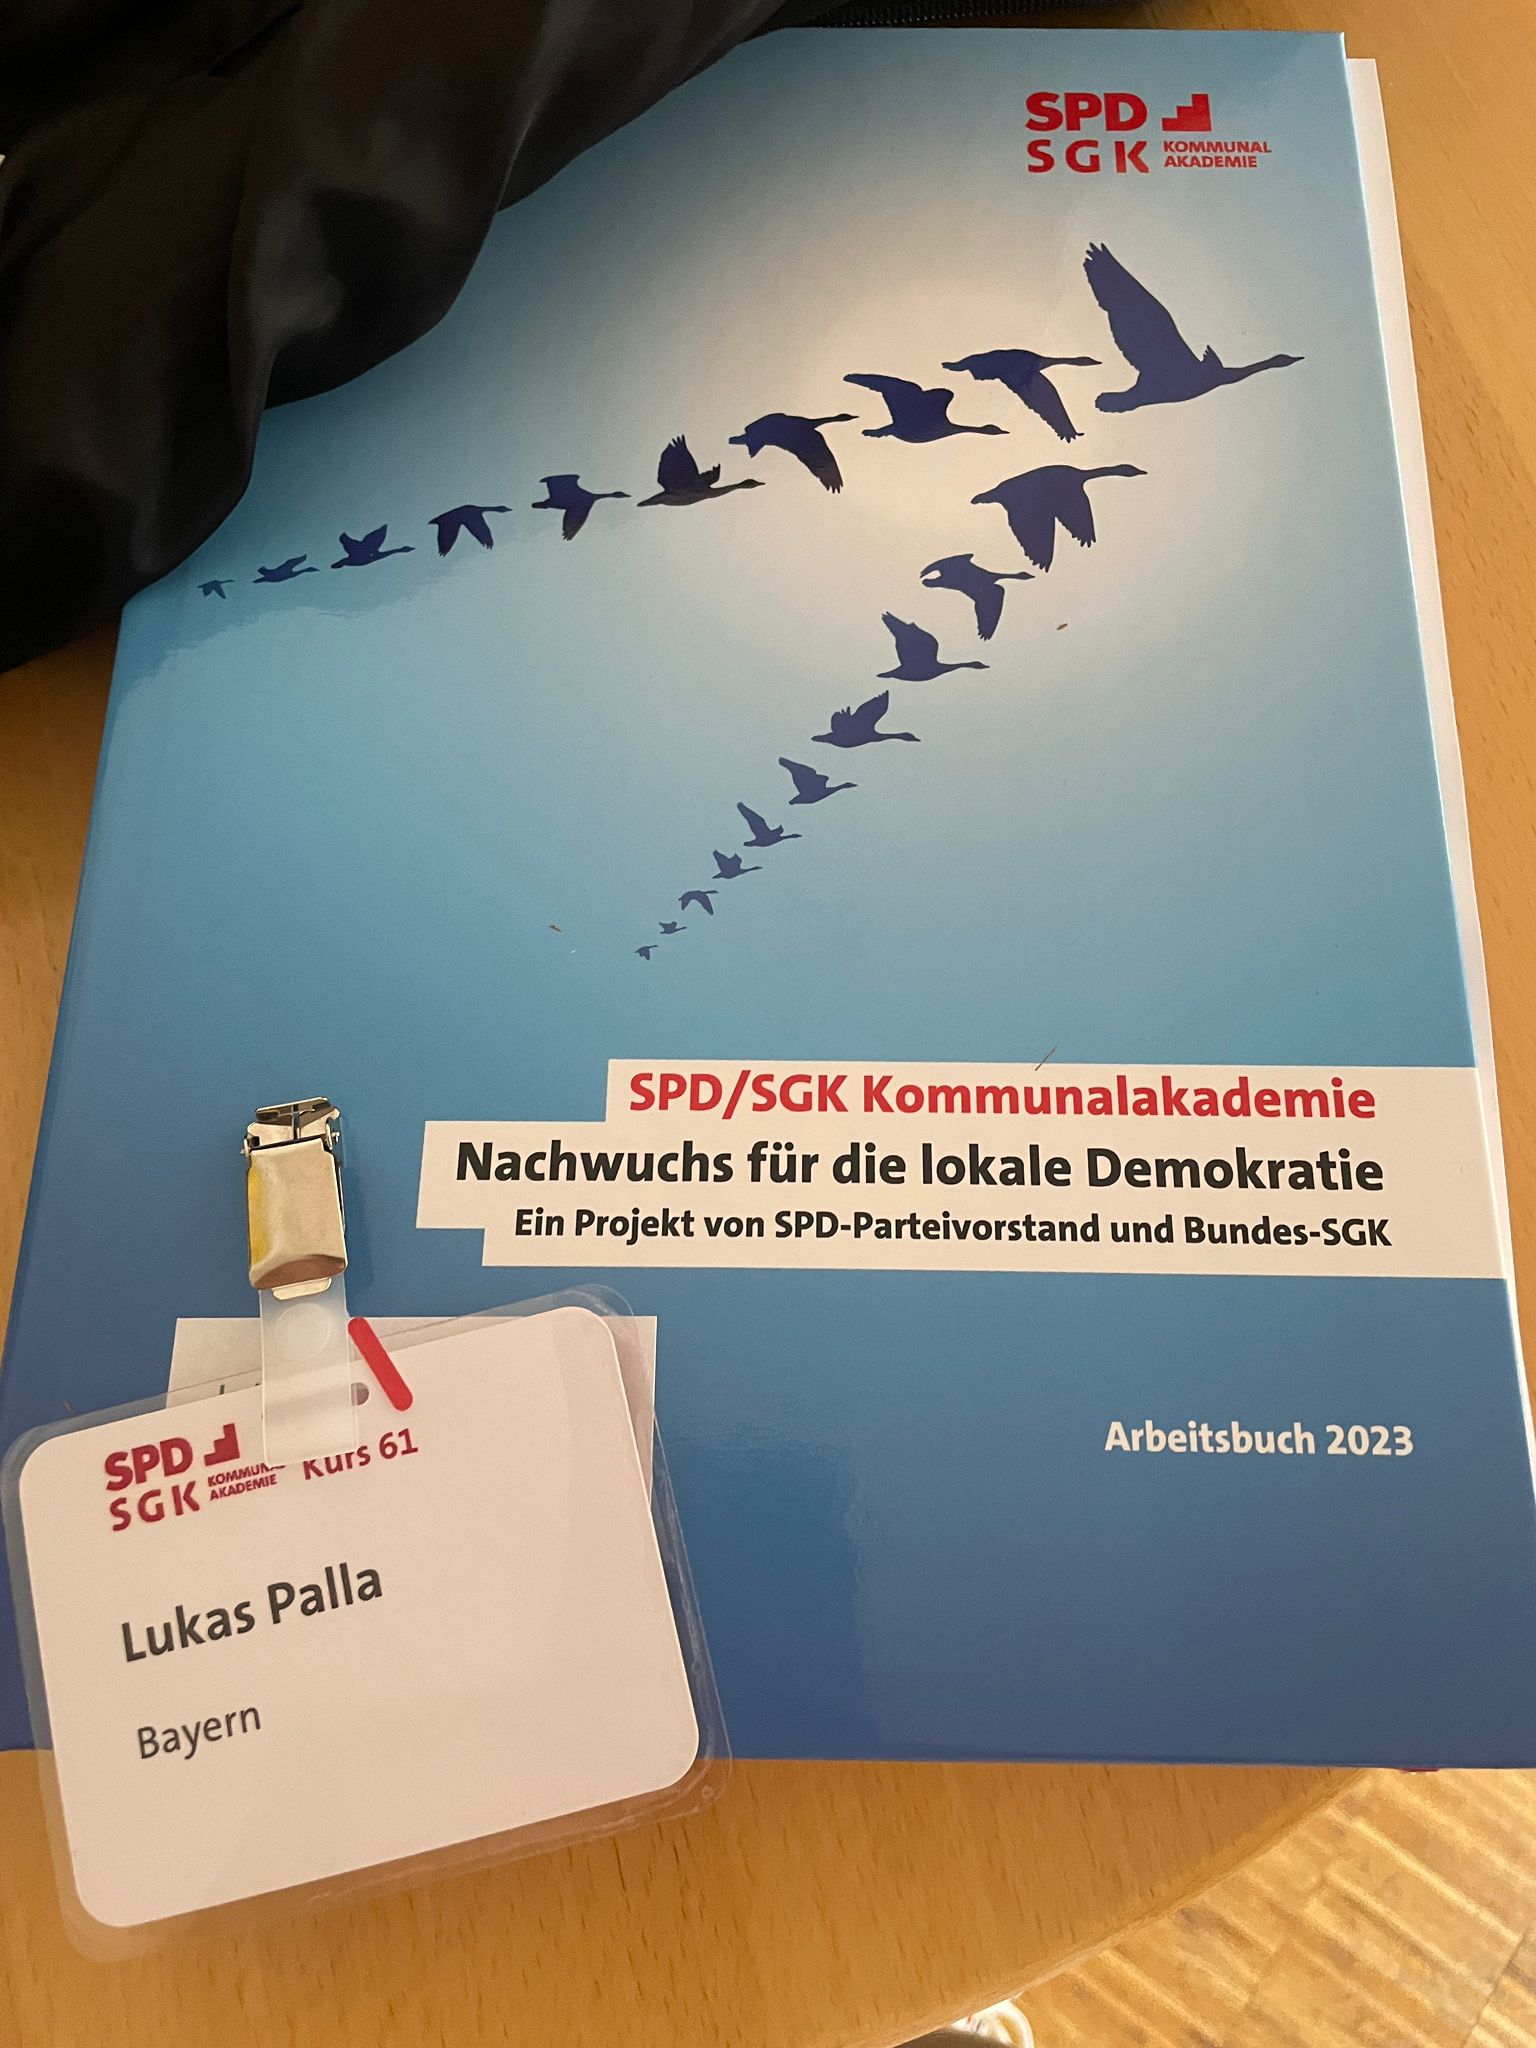 SPD
SGK KOMMUNAL
AKADEMIE
SPD/SGK Kommunalakademie
Nachwuchs für die lokale Demokratie
Ein Projekt von SPD-Parteivorstand und Bundes-SGK
Arbeitsbuch 2023
SPD
SGK
AKADEMIE
Kurs 61
Lukas Palla
Bayern